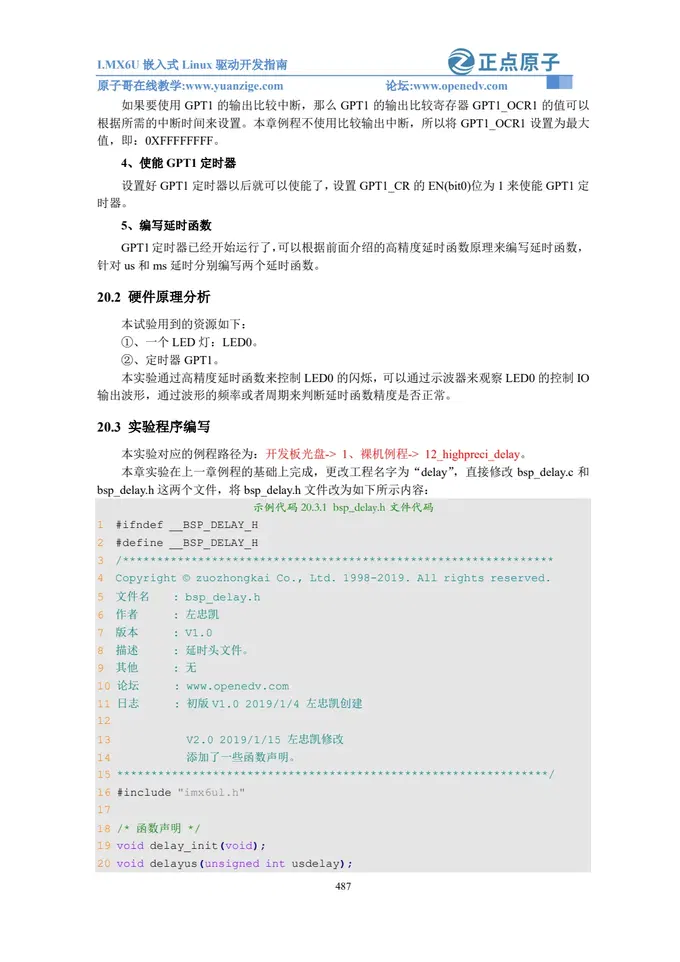 I.MX6U 嵌入式 Linux 驱动开发指南
正点原子
原子哥在线教学:www.yuanzige.com 论坛:www.openedv.com
如果要使用 GPT1 的输出比较中断，那么 GPT1 的输出比较寄存器 GPT1_OCR1 的值可以
根据所需的中断时间来设置。本章例程不使用比较输出中断，所以将 GPT1_OCR1 设置为最大
值，即：0XFFFFFFFF。
4、使能 GPT1 定时器
设置好 GPT1 定时器以后就可以使能了，设置 GPT1_CR 的 EN(bit0)位为 1 来使能 GPT1 定
时器。
5、编写延时函数
GPT1 定时器已经开始运行了，可以根据前面介绍的高精度延时函数原理来编写延时函数，
针对 us 和 ms 延时分别编写两个延时函数。
20.2 硬件原理分析
本试验用到的资源如下：
①、一个 LED 灯：LED0。
②、定时器 GPT1。
本实验通过高精度延时函数来控制 LED0 的闪烁，可以通过示波器来观察 LED0 的控制 IO
输出波形，通过波形的频率或者周期来判断延时函数精度是否正常。
20.3 实验程序编写
本实验对应的例程路径为：开发板光盘-> 1、裸机例程-> 12_highpreci_delay。
本章实验在上一章例程的基础上完成，更改工程名字为“delay”，直接修改 bsp_delay.c 和
bsp_delay.h 这两个文件，将 bsp_delay.h 文件改为如下所示内容：
示例代码 20.3.1 bsp_delay.h 文件代码
1 #ifndef __BSP_DELAY_H
2 #define __BSP_DELAY_H
3 /***************************************************************
4 Copyright © zuozhongkai Co., Ltd. 1998-2019. All rights reserved.
5 文件名 : bsp_delay.h
6 作者 : 左忠凯
7 版本 : V1.0
8 描述 : 延时头文件。
9 其他 : 无
10 论坛 : www.openedv.com
11 日志 : 初版 V1.0 2019/1/4 左忠凯创建
12
13 V2.0 2019/1/15 左忠凯修改
14 添加了一些函数声明。
15 ***************************************************************/
16 #include "imx6ul.h"
17
18 /* 函数声明 */
19 void delay_init(void);
20 void delayus(unsigned int usdelay);
487